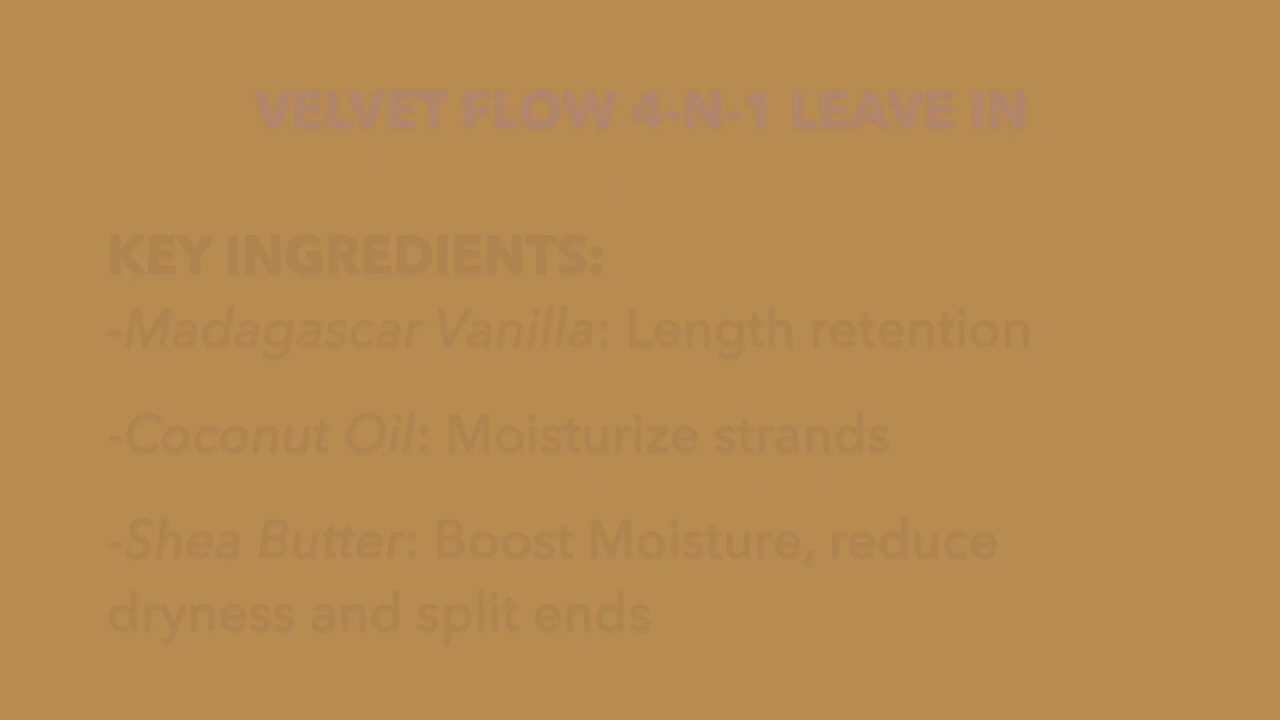 VELVET FLOW 4-N-1 LEAVE IN
KEY INGREDIENTS:
-Madagascar Vanilla: Length retention
-Coconut Oil: Moisturize strands
-Shea Butter: Boost Moisture, reduce
dryness and split ends